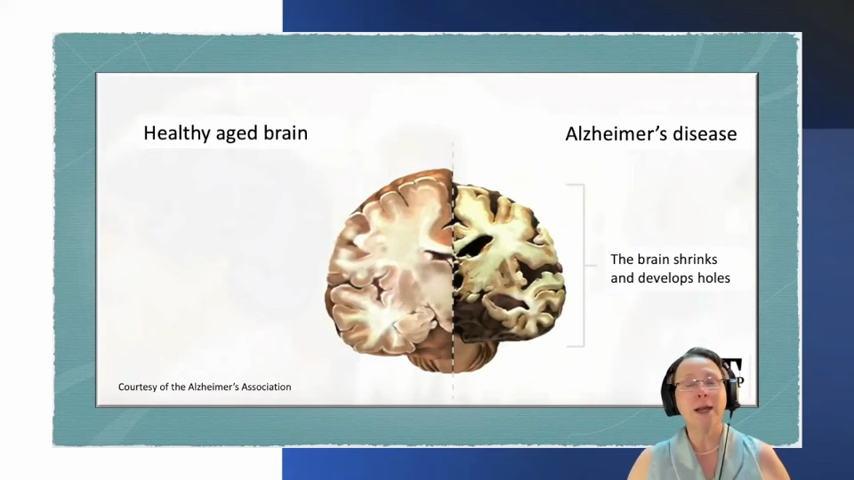 Healthy aged brain
Alzheimer's disease
The brain shrinks
and develops holes
Courtesy of the Alzheimer's Association